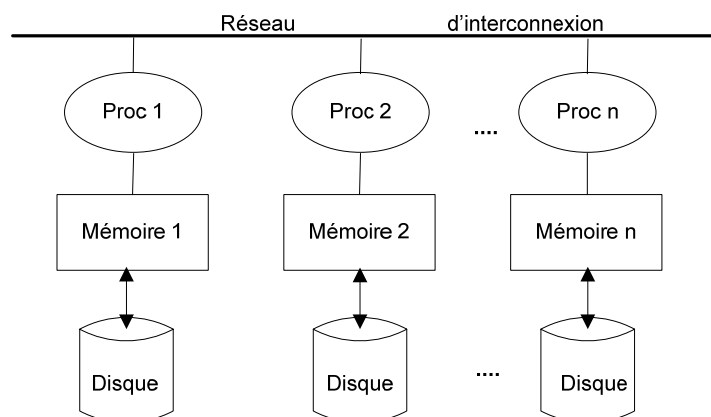 Réseau d'interconnexion
Proc 1 Proc 2 .... Proc n
Mémoire 1 Mémoire 2 Mémoire n
Disque Disque .... Disque